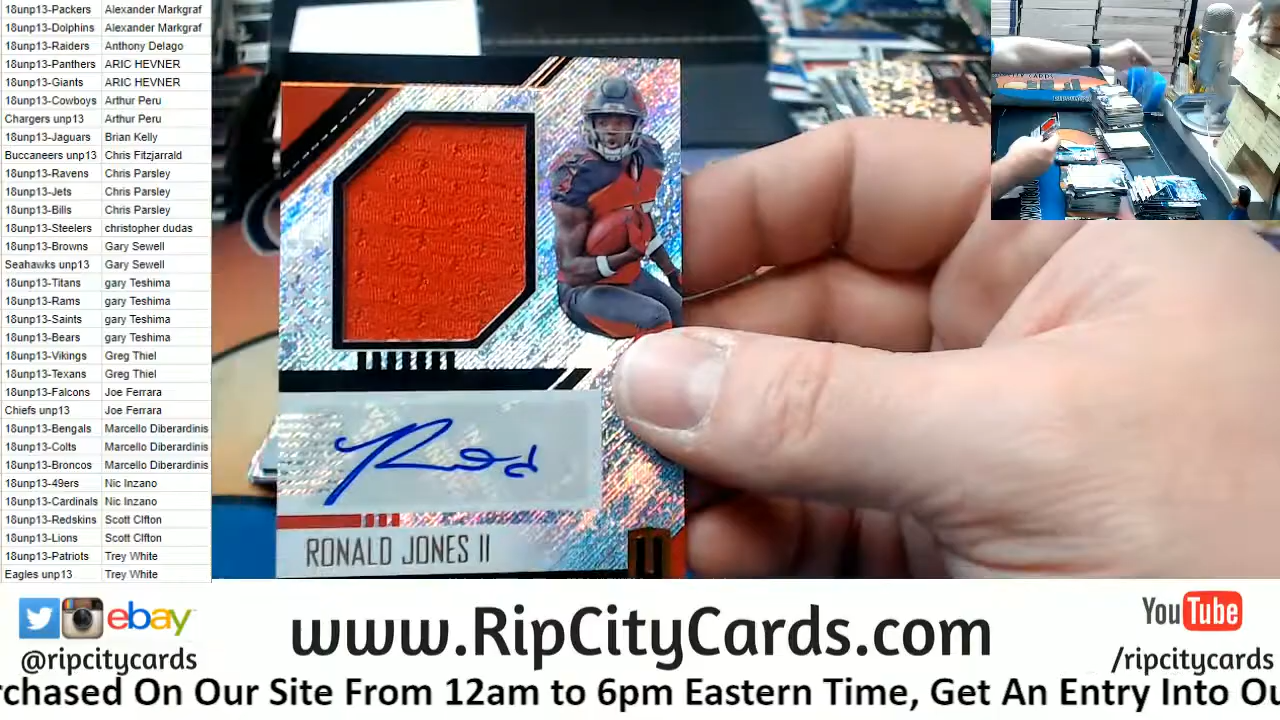 18unp13-Packers Alexander Markgraf
18unp13-Dolphins Alexander Markgraf
18unp13-Raiders Anthony Delago
18unp13-Panthers ARIC HEVNER
18unp13-Giants ARIC HEVNER
18unp13-Cowboys Arthur Peru
Chargers unp13 Arthur Peru
18unp13-Jaguars Brian Kelly
Buccaneers unp13 Chris Fitzjarrald
18unp13-Ravens Chris Parsley
18unp13-Jets Chris Parsley
18unp13-Bills Chris Parsley
18unp13-Steelers christopher dudas
18unp13-Browns Gary Sewell
Seahawks unp13 Gary Sewell
18unp13-Titans gary Teshima
18unp13-Rams gary Teshima
18unp13-Saints gary Teshima
18unp13-Bears gary Teshima
18unp13-Vikings Greg Thiel
18unp13-Texans Greg Thiel
18unp13-Falcons Joe Ferrara
Chiefs unp13 Joe Ferrara
18unp13-Bengals Marcello Diberardinis
18unp13-Colts Marcello Diberardinis
18unp13-Broncos Marcello Diberardinis
18unp13-49ers Nic Inzano
18unp13-Cardinals Nic Inzano
18unp13-Redskins Scott Clfton
18unp13-Lions Scott Clfton
18unp13-Patriots Trey White
Eagles unp13 Trey White
RONALD JONES II
ebay
@ripcitycards
www.RipCityCards.com
YouTube
/ripcitycards
rchased On Our Site From 12am to 6pm Eastern Time, Get An Entry Into Ou